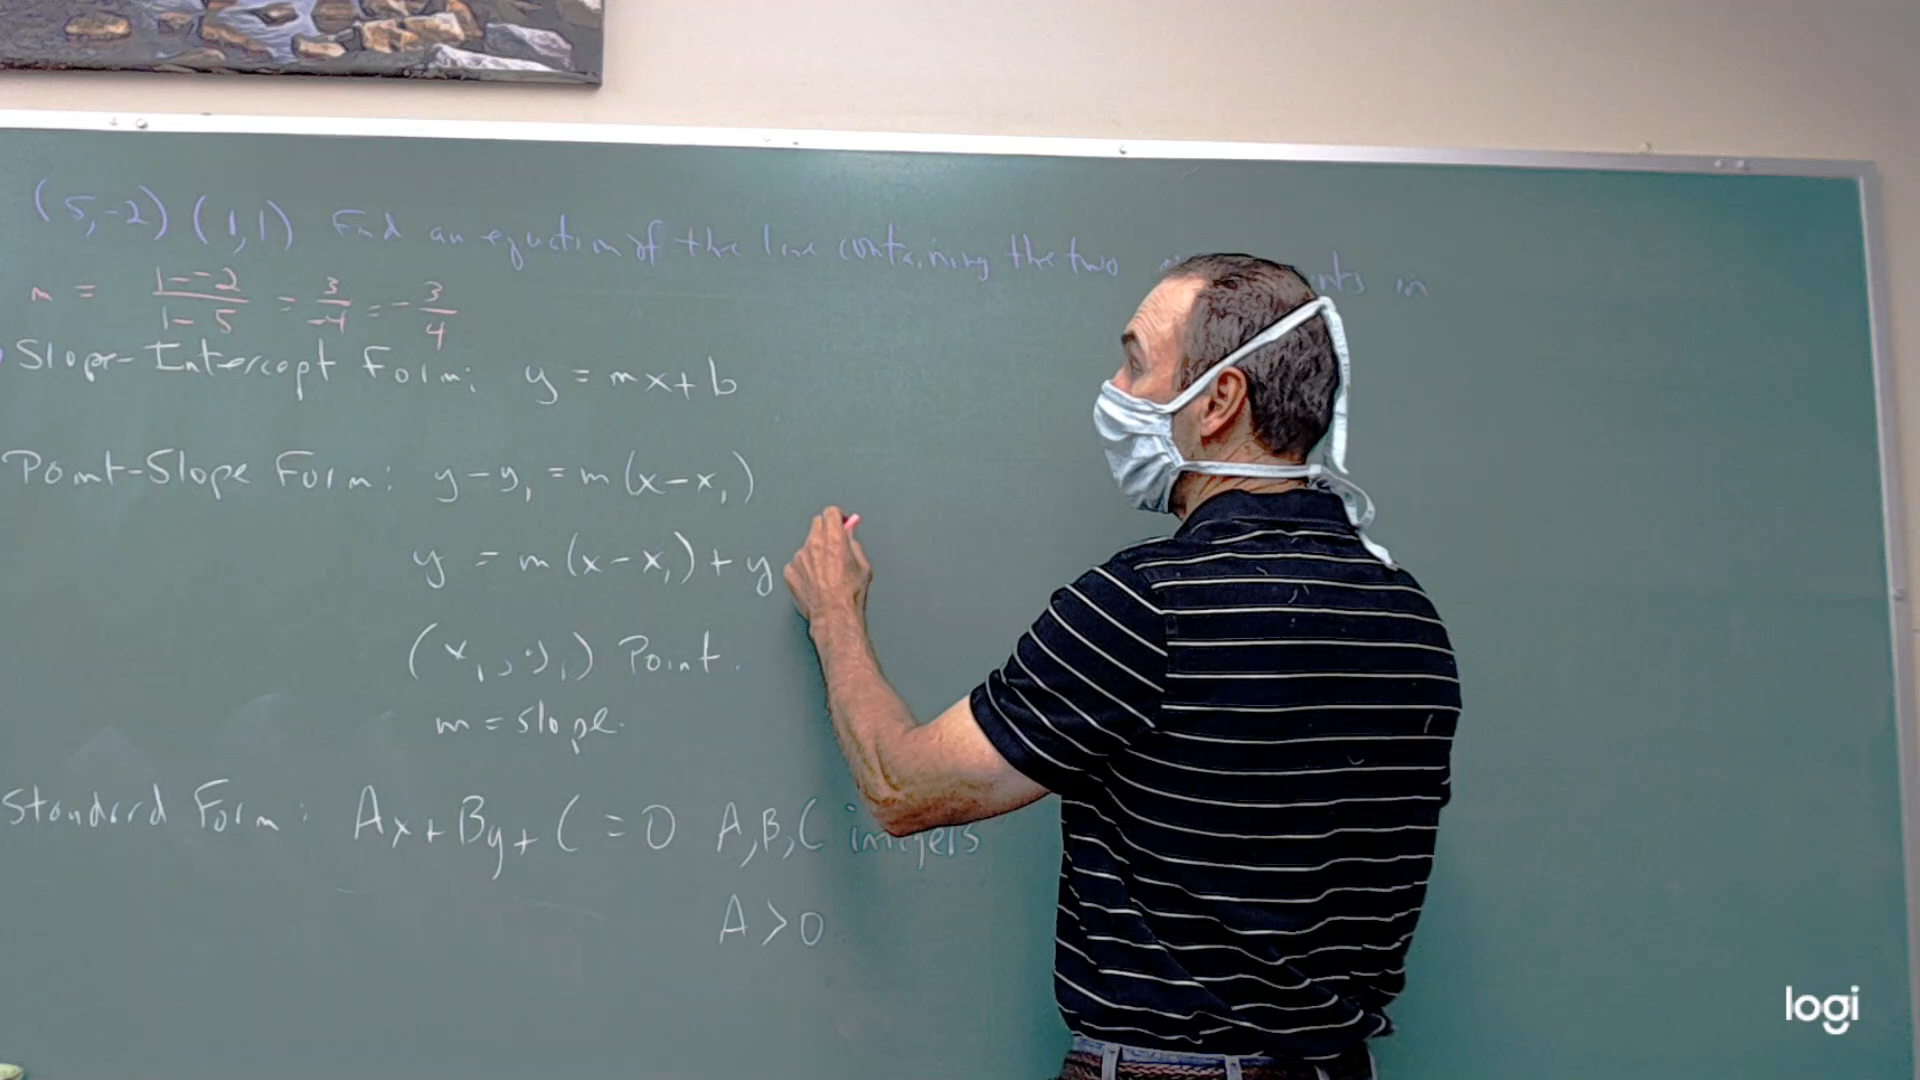 (5,-2) (1,1) Find an equation of the line containing the two in
m = 1--2/1-5 = 3/-4 = -3/4
Slope-Intercept Form: y = mx+b
Point-Slope Form: y-y₁ = m(x-x₁)
y = m(x-x₁)+y
(x₁,y₁) Point.
m = slope.
Standard Form: Ax+By+C=0 A,B,C integers
A>0
logi